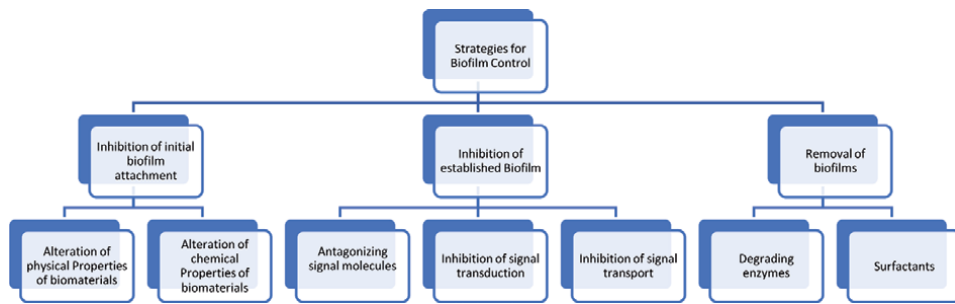 Strategies for
Biofilm Control
Inhibition of initial
biofilm
attachment
Inhibition of
established Biofilm
Removal of
biofilms
Alteration of
physical Properties
of biomaterials
Alteration of
chemical
Properties of
biomaterials
Antagonizing
signal molecules
Inhibition of signal
transduction
Inhibition of signal
transport
Degrading
enzymes
Surfactants